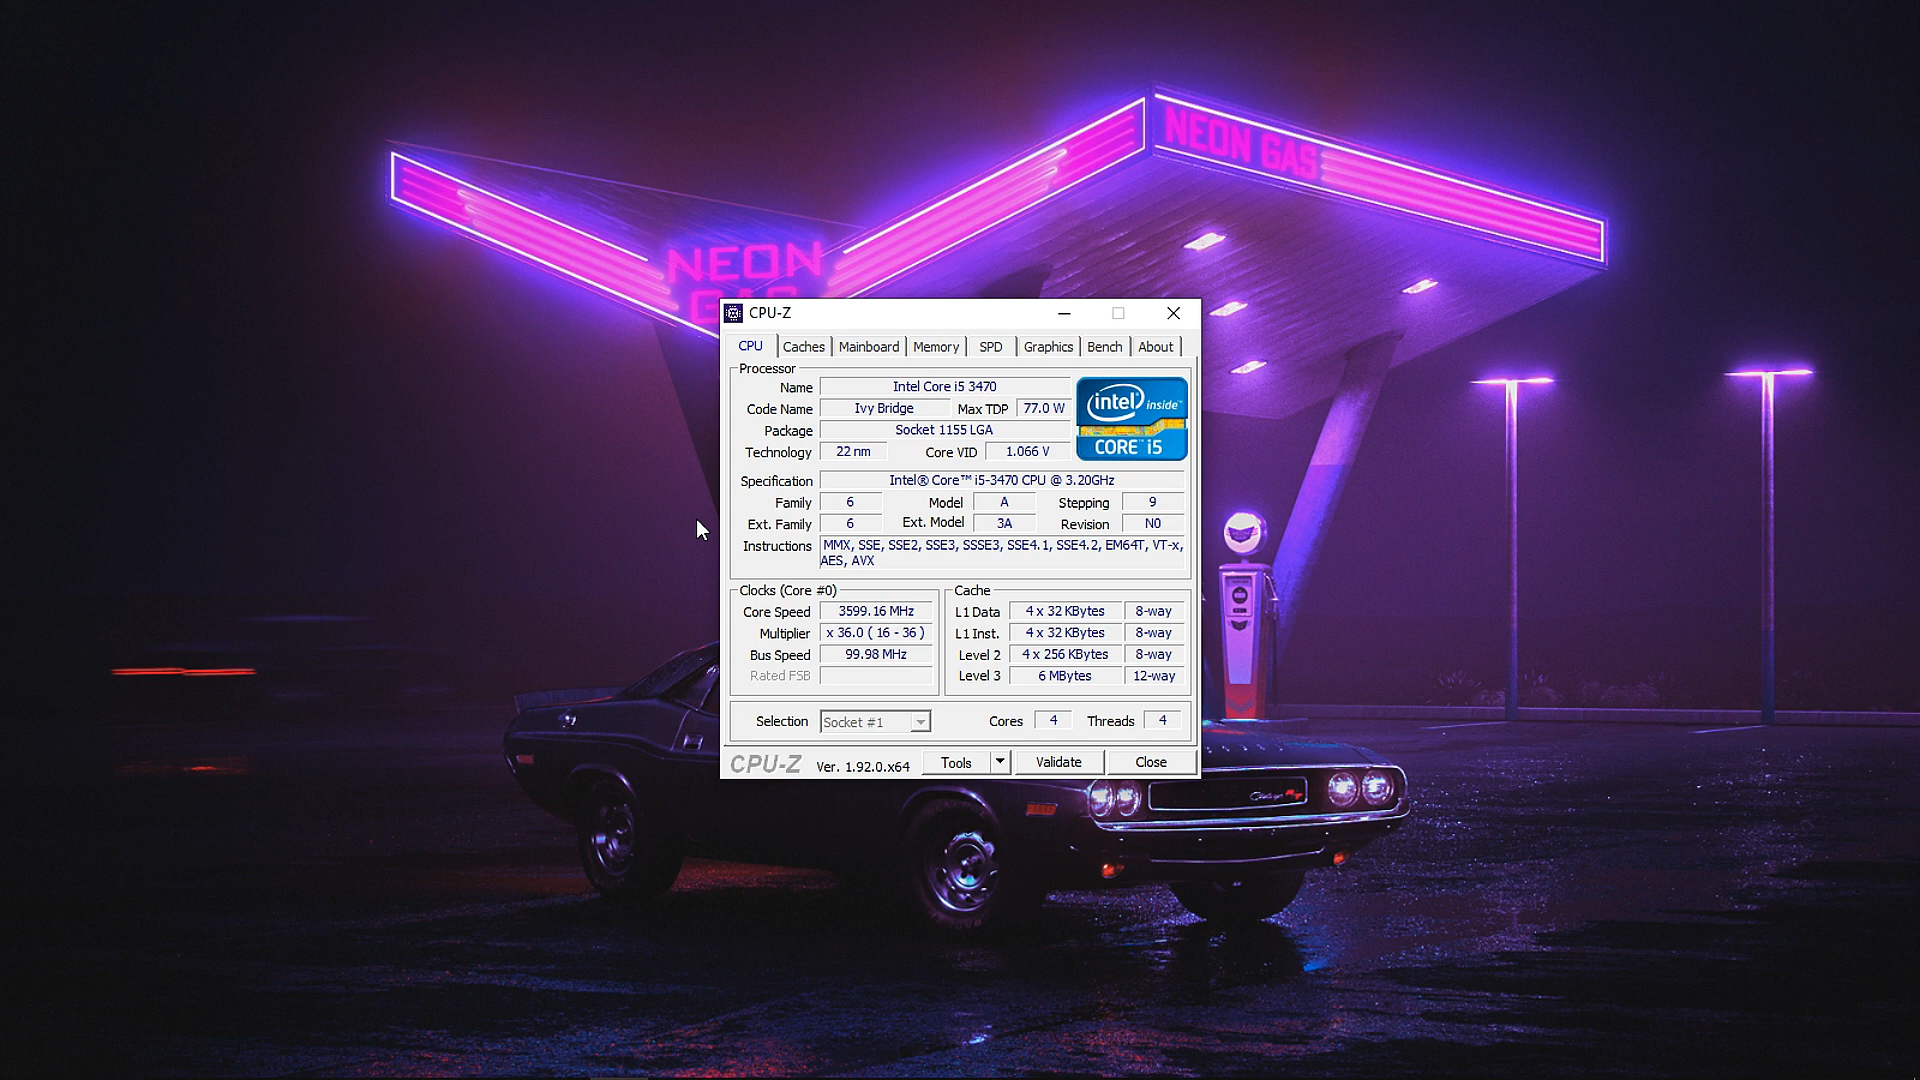 NEON GAS
NEON
CPU-Z
CPU Caches Mainboard Memory SPD Graphics Bench About
Processor
Name Intel Core i5 3470
Code Name Ivy Bridge Max TDP 77.0 W
Package Socket 1155 LGA
Technology 22 nm Core VID 1.066 V
intel inside™
CORE™ i5
Specification Intel® Core™ i5-3470 CPU @ 3.20GHz
Family 6 Model A Stepping 9
Ext. Family 6 Ext. Model 3A Revision N0
Instructions MMX, SSE, SSE2, SSE3, SSSE3, SSE4.1, SSE4.2, EM64T, VT-x,
AES, AVX
Clocks (Core #0)
Core Speed 3599.16 MHz
Multiplier x 36.0 ( 16 - 36 )
Bus Speed 99.98 MHz
Rated FSB
Cache
L1 Data 4 x 32 KBytes 8-way
L1 Inst. 4 x 32 KBytes 8-way
Level 2 4 x 256 KBytes 8-way
Level 3 6 MBytes 12-way
Selection Socket #1 Cores 4 Threads 4
CPU-Z Ver. 1.92.0.x64 Tools Validate Close